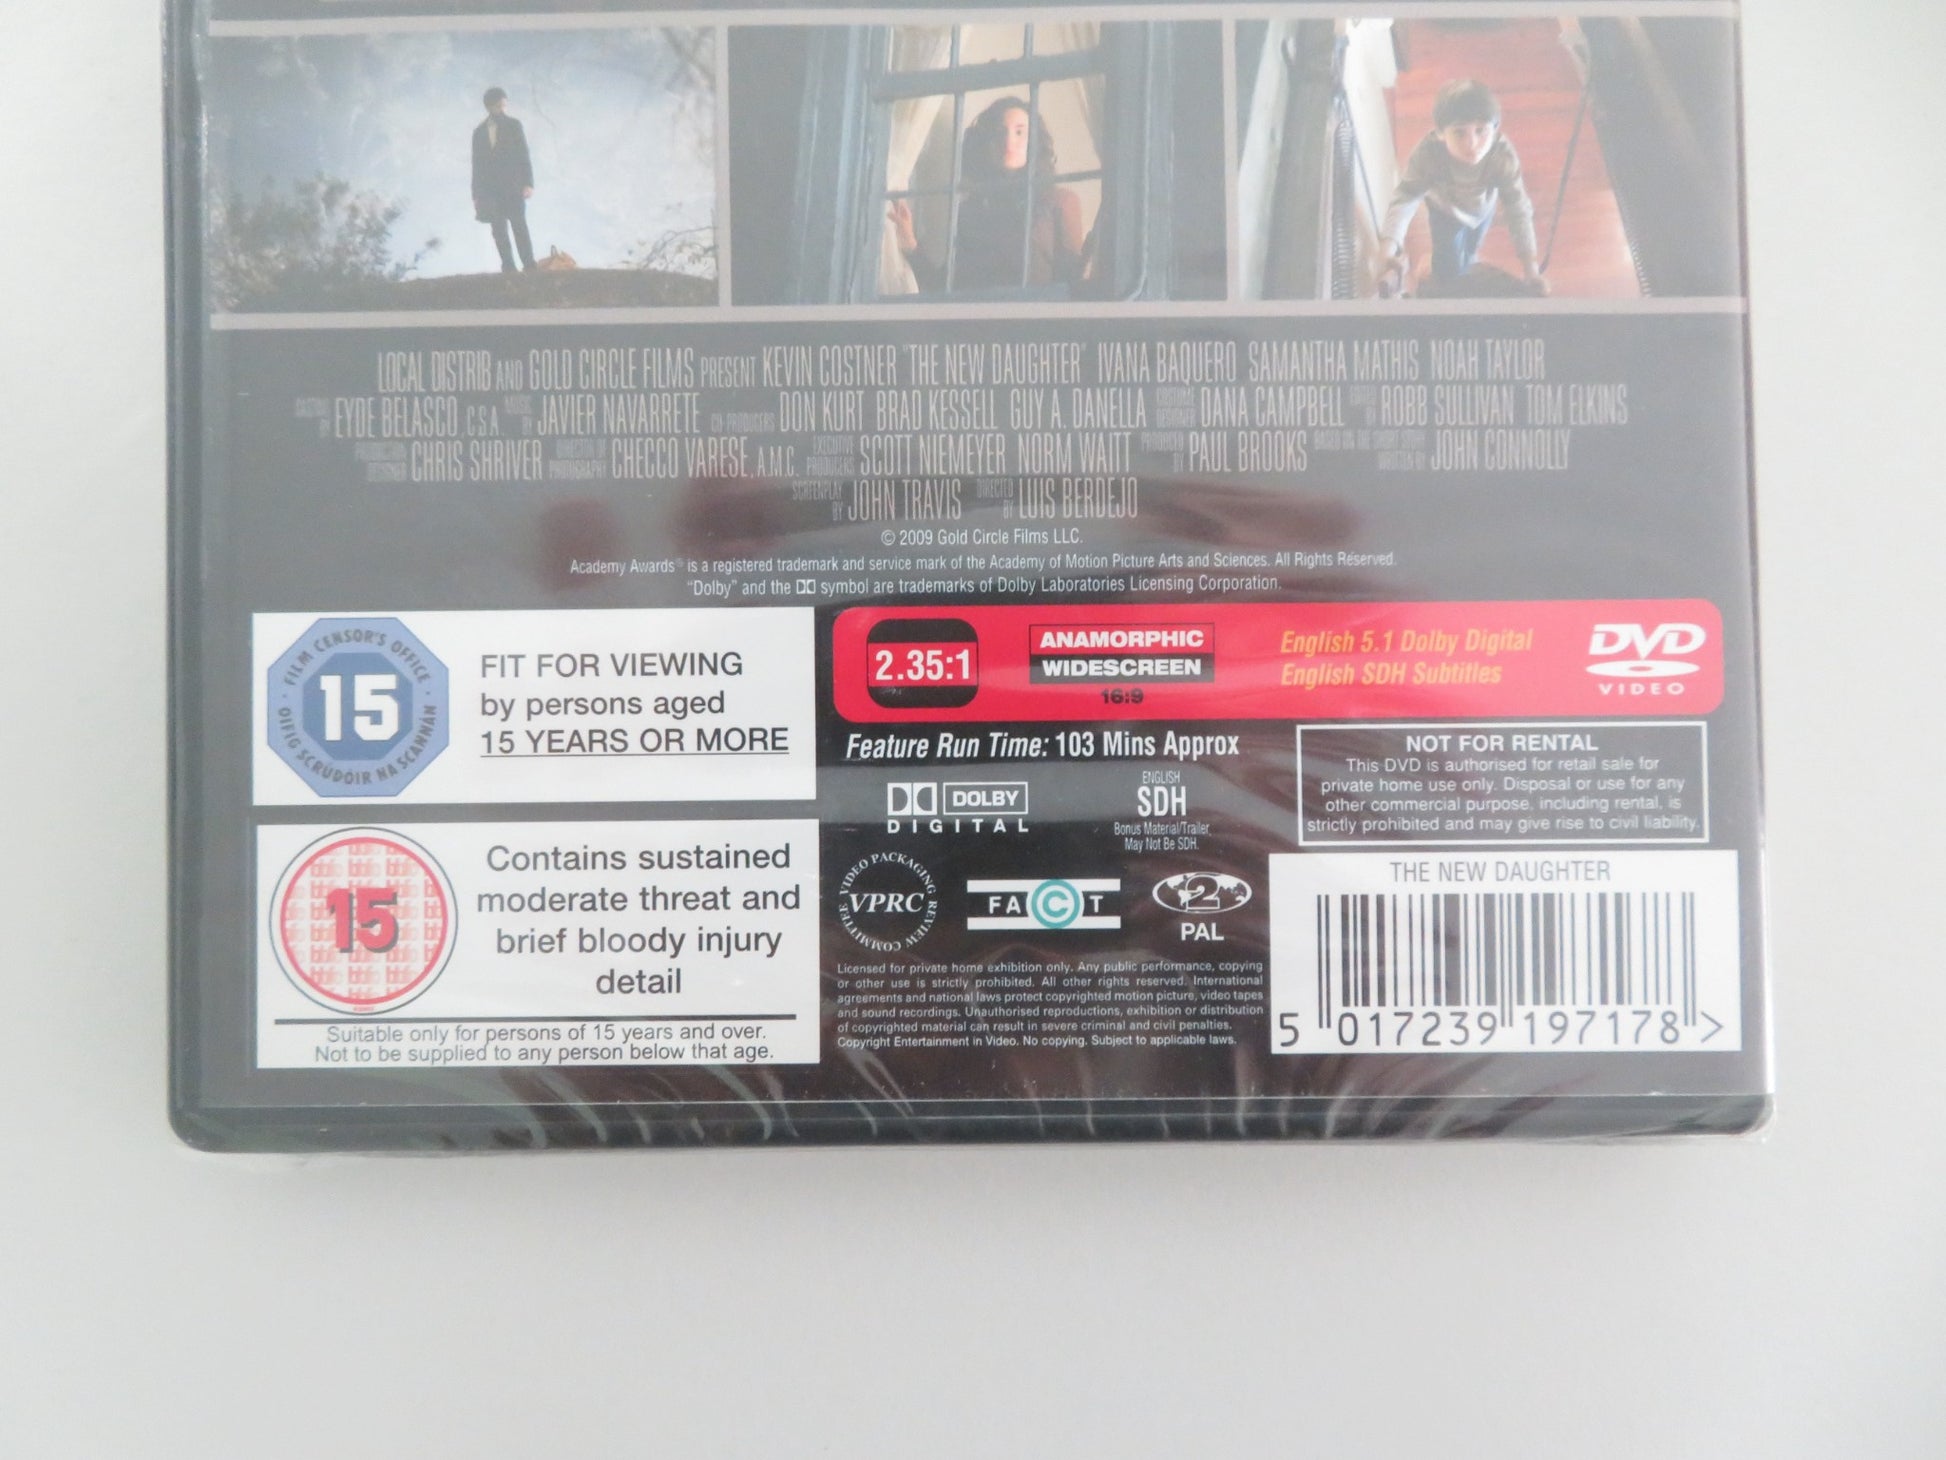 LOCAL DISTRIB AND GOLD CIRCLE FILMS PRESENT KEVIN COSTNER "THE NEW DAUGHTER" IVANA BAQUERO SAMANTHA MATHIS NOAH TAYLOR
CASTING BY EYDE BELASCO, C.S.A. MUSIC BY JAVIER NAVARRETE CO-PRODUCERS DON KURT BRAD KESSELL GUY A. DANELLA COSTUME DESIGNER DANA CAMPBELL EDITED BY ROBB SULLIVAN TOM ELKINS
PRODUCTION DESIGNER CHRIS SHRIVER DIRECTOR OF PHOTOGRAPHY CHECCO VARESE, A.M.C. EXECUTIVE PRODUCERS SCOTT NIEMEYER NORM WAITT PRODUCED BY PAUL BROOKS BASED ON THE SHORT STORY WRITTEN BY JOHN CONNOLLY
SCREENPLAY BY JOHN TRAVIS DIRECTED BY LUIS BERDEJO
© 2009 Gold Circle Films LLC.
Academy Awards® is a registered trademark and service mark of the Academy of Motion Picture Arts and Sciences. All Rights Reserved.
"Dolby" and the DD symbol are trademarks of Dolby Laboratories Licensing Corporation.
FILM CENSOR'S OFFICE
15
OIFIG SCRÚDÓIR NA SCANNÁN
FIT FOR VIEWING
by persons aged
15 YEARS OR MORE
15
Contains sustained
moderate threat and
brief bloody injury
detail
Suitable only for persons of 15 years and over.
Not to be supplied to any person below that age.
2.35:1
ANAMORPHIC
WIDESCREEN
16:9
English 5.1 Dolby Digital
English SDH Subtitles
DVD
VIDEO
Feature Run Time: 103 Mins Approx
DOLBY
DIGITAL
ENGLISH
SDH
Bonus Material/Trailer
May Not Be SDH.
NOT FOR RENTAL
This DVD is authorised for retail sale for
private home use only. Disposal or use for any
other commercial purpose, including rental, is
strictly prohibited and may give rise to civil liability.
VIDEO PACKAGING REVIEW COMMITTEE
VPRC
FACT
2
PAL
Licensed for private home exhibition only. Any public performance, copying
or other use is strictly prohibited. All other rights reserved. International
agreements and national laws protect copyrighted motion picture, video tapes
and sound recordings. Unauthorised reproductions, exhibition or distribution
of copyrighted material can result in severe criminal and civil penalties.
Copyright Entertainment in Video. No copying. Subject to applicable laws.
THE NEW DAUGHTER
5 017239 197178 >